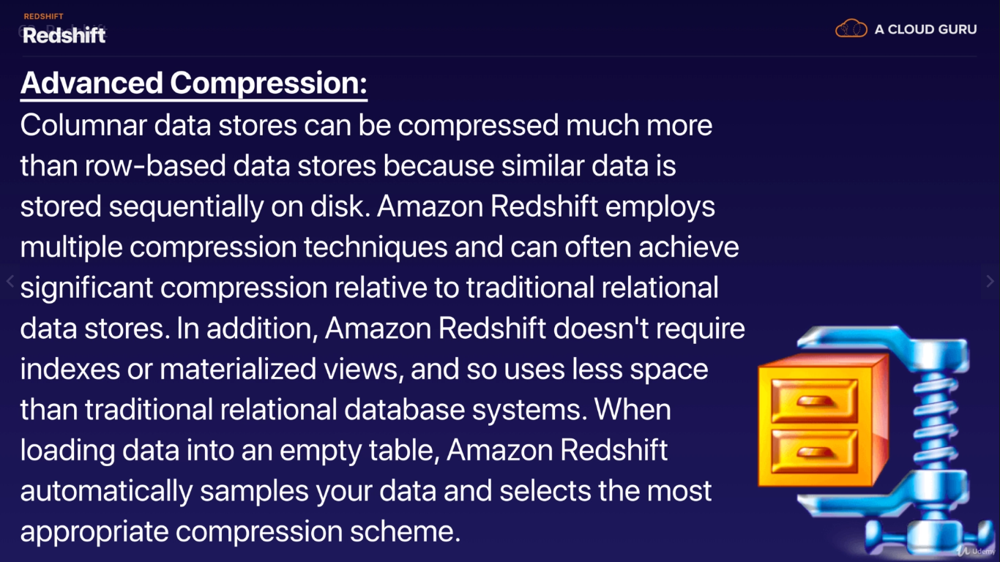 REDSHIFT
Redshift
A CLOUD GURU
Advanced Compression:
Columnar data stores can be compressed much more
than row-based data stores because similar data is
stored sequentially on disk. Amazon Redshift employs
multiple compression techniques and can often achieve
significant compression relative to traditional relational
data stores. In addition, Amazon Redshift doesn't require
indexes or materialized views, and so uses less space
than traditional relational database systems. When
loading data into an empty table, Amazon Redshift
automatically samples your data and selects the most
appropriate compression scheme.
Udemy